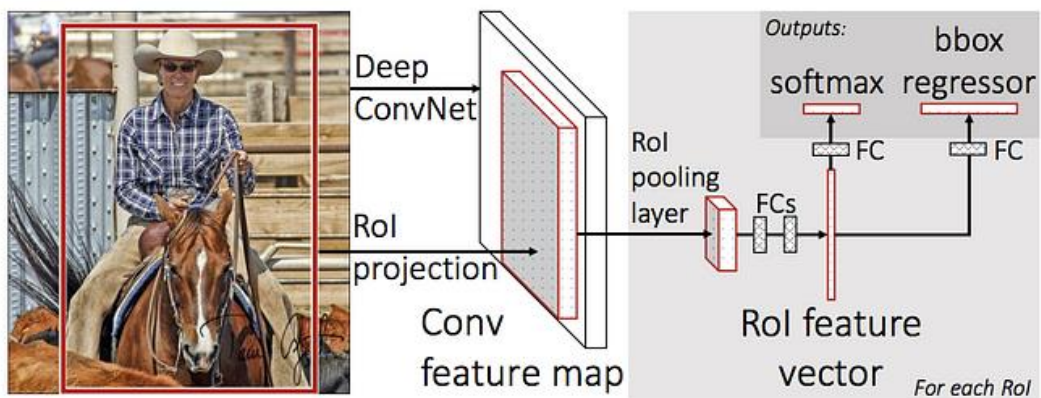 Deep
ConvNet
RoI
projection
Conv
feature map
RoI
pooling
layer
FCs
RoI feature
vector
For each RoI
Outputs:
softmax
bbox
regressor
FC
FC